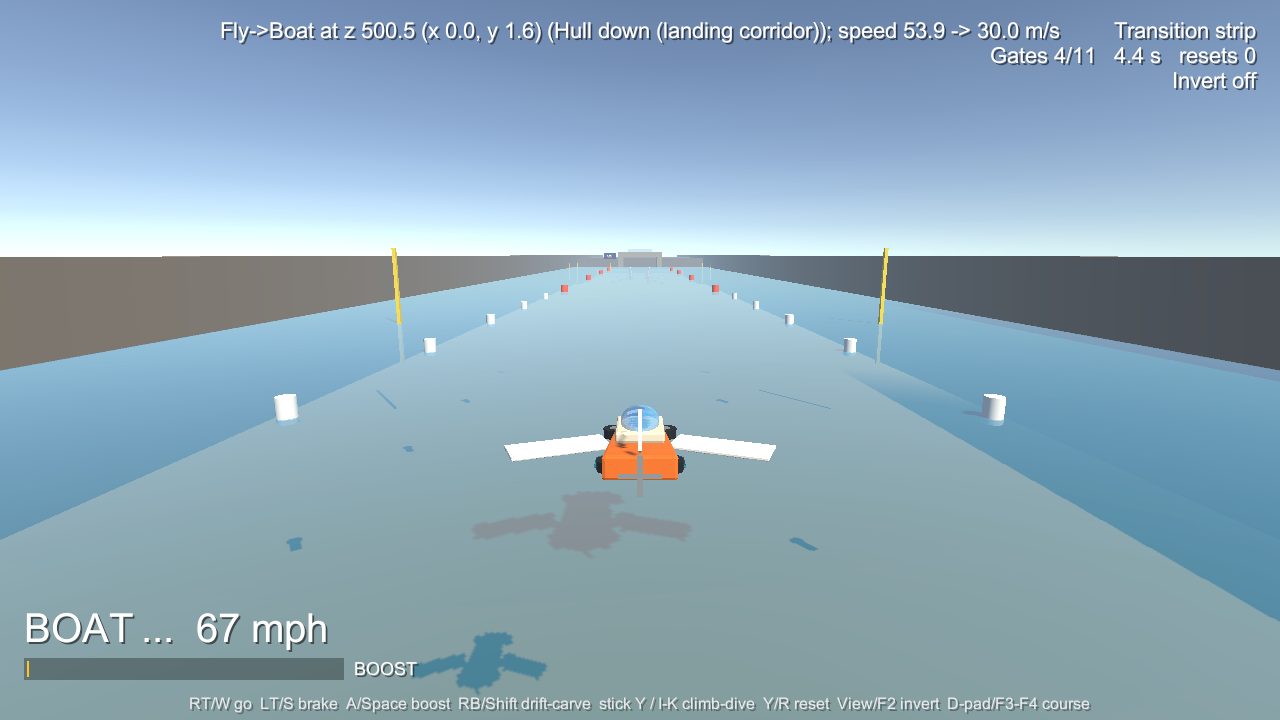 Fly->Boat at z 500.5 (x 0.0, y 1.6) (Hull down (landing corridor)); speed 53.9 -> 30.0 m/s
Transition strip
Gates 4/11 4.4 s resets 0
Invert off
BOAT ... 67 mph
BOOST
RT/W go LT/S brake A/Space boost RB/Shift drift-carve stick Y / I-K climb-dive Y/R reset View/F2 invert D-pad/F3-F4 course